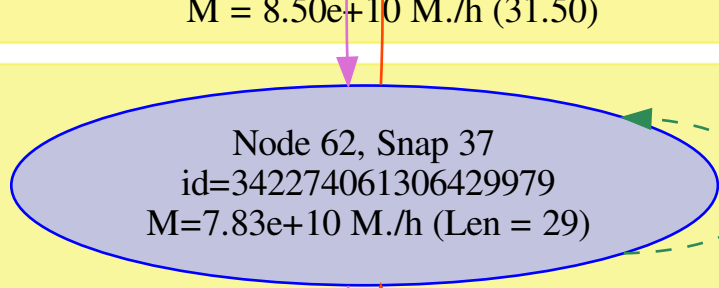 M = 8.50e+10 M./h (31.50)
Node 62, Snap 37
id=342274061306429979
M=7.83e+10 M./h (Len = 29)